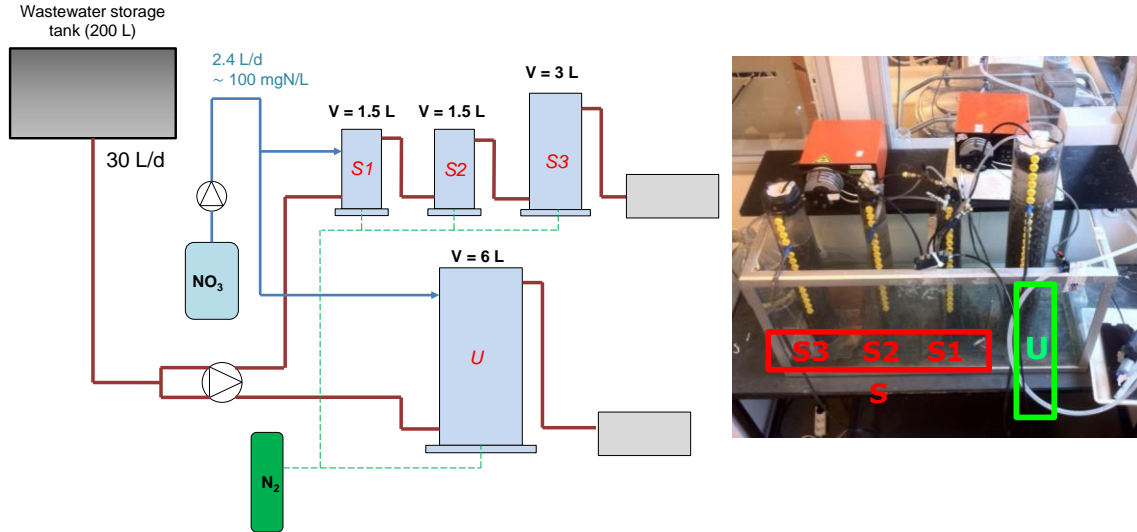 Wastewater storage
tank (200 L)
30 L/d
2.4 L/d
~ 100 mgN/L
V = 1.5 L
V = 1.5 L
V = 3 L
S1
S2
S3
NO3
V = 6 L
U
N2
S3 S2 S1
S
U